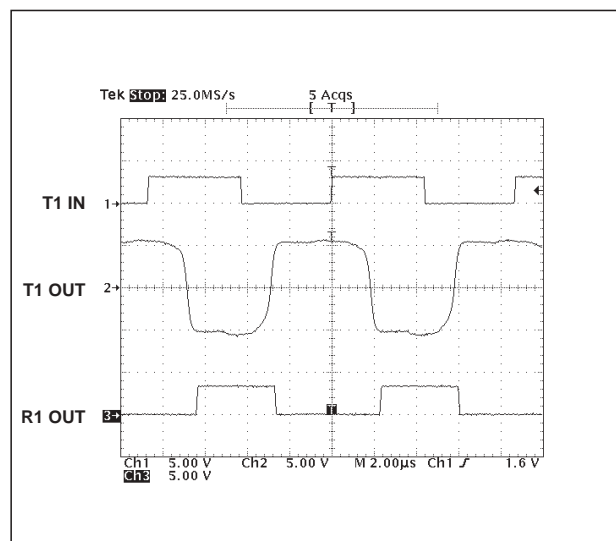 Tek Stop: 25.0MS/s 5 Acqs
[ T ]
T
T1 IN 1
T
T1 OUT 2
T
R1 OUT 3
Ch1 5.00 V Ch2 5.00 V M 2.00µs Ch1 ƒ 1.6 V
Ch3 5.00 V